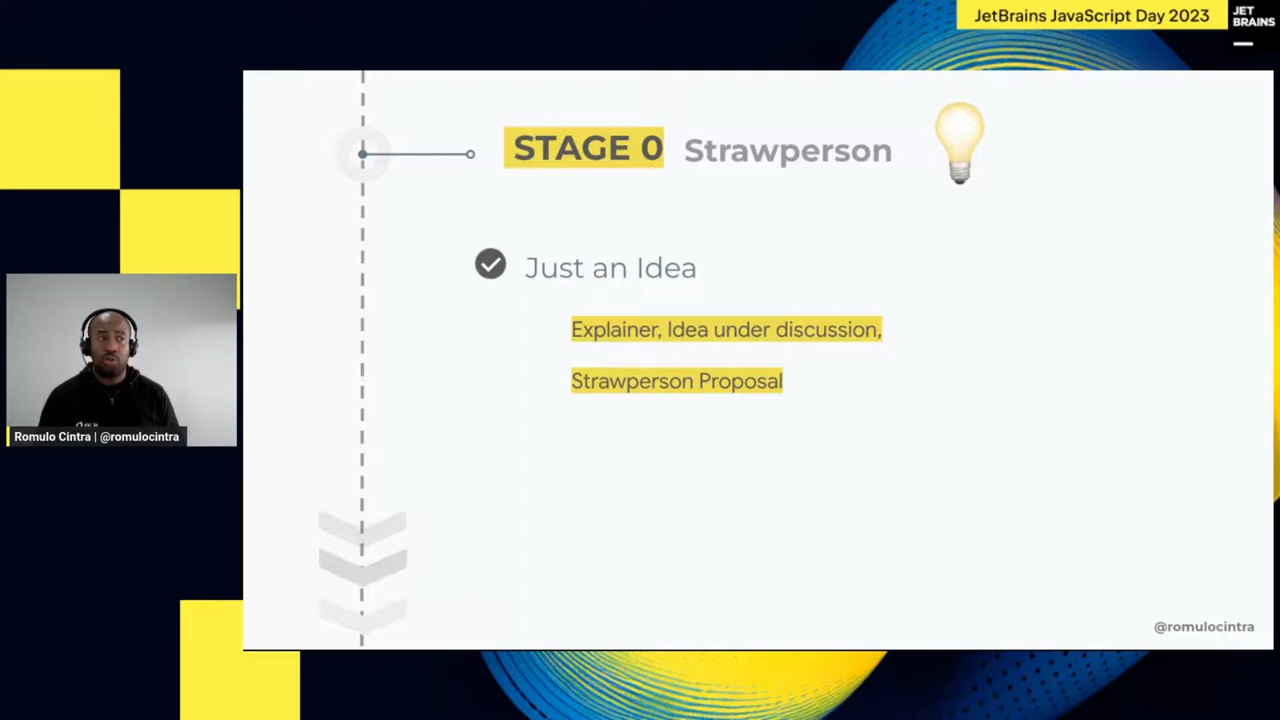 JetBrains JavaScript Day 2023
JET
BRAINS
STAGE 0 Strawperson
Just an Idea
Explainer, Idea under discussion,
Strawperson Proposal
Romulo Cintra | @romulocintra
@romulocintra